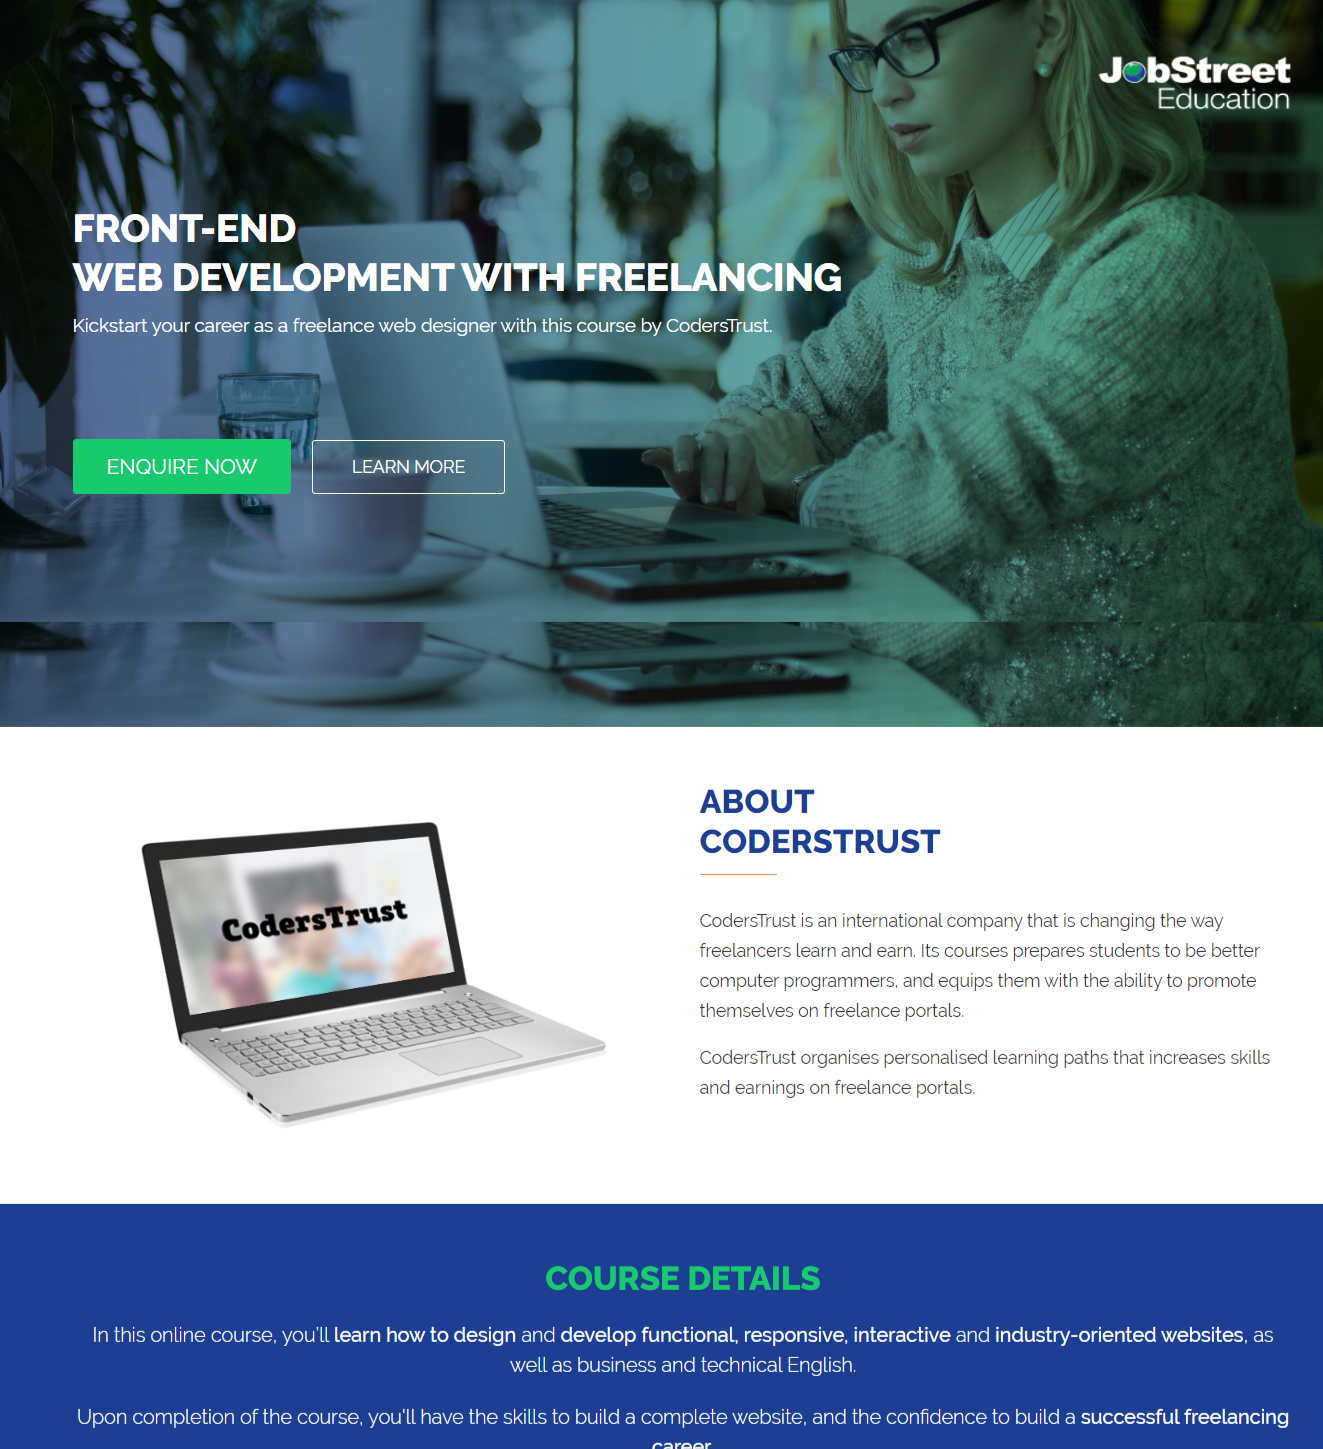 JobStreet
Education
FRONT-END
WEB DEVELOPMENT WITH FREELANCING
Kickstart your career as a freelance web designer with this course by CodersTrust.
ENQUIRE NOW
LEARN MORE
CodersTrust
ABOUT
CODERSTRUST
CodersTrust is an international company that is changing the way
freelancers learn and earn. Its courses prepares students to be better
computer programmers, and equips them with the ability to promote
themselves on freelance portals.
CodersTrust organises personalised learning paths that increases skills
and earnings on freelance portals.
COURSE DETAILS
In this online course, you'll learn how to design and develop functional, responsive, interactive and industry-oriented websites, as
well as business and technical English.
Upon completion of the course, you'll have the skills to build a complete website, and the confidence to build a successful freelancing
career